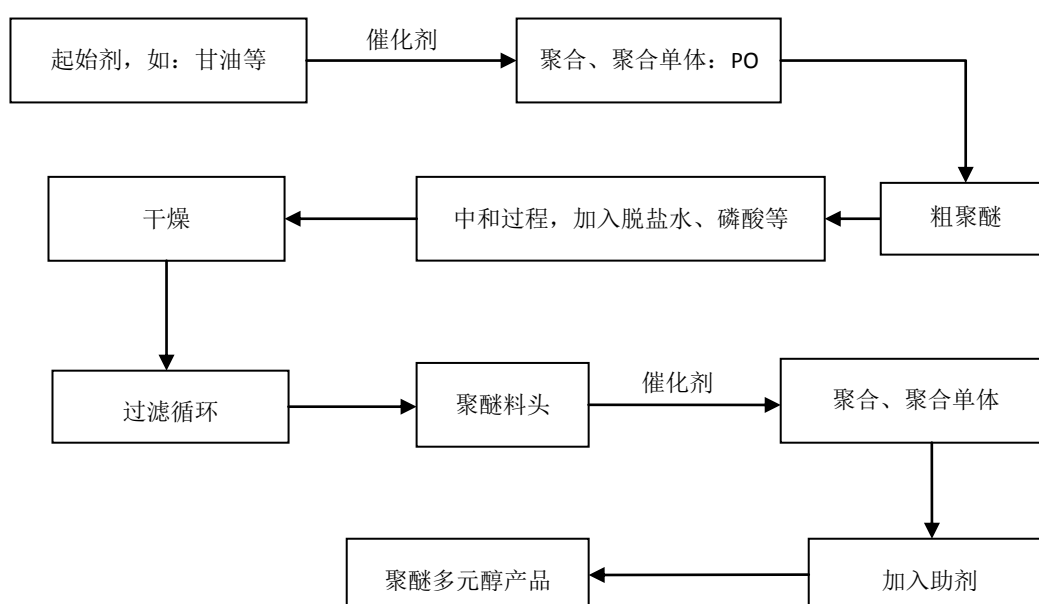 起始剂，如：甘油等
催化剂
聚合、聚合单体：PO
粗聚醚
中和过程，加入脱盐水、磷酸等
干燥
过滤循环
聚醚料头
催化剂
聚合、聚合单体
加入助剂
聚醚多元醇产品